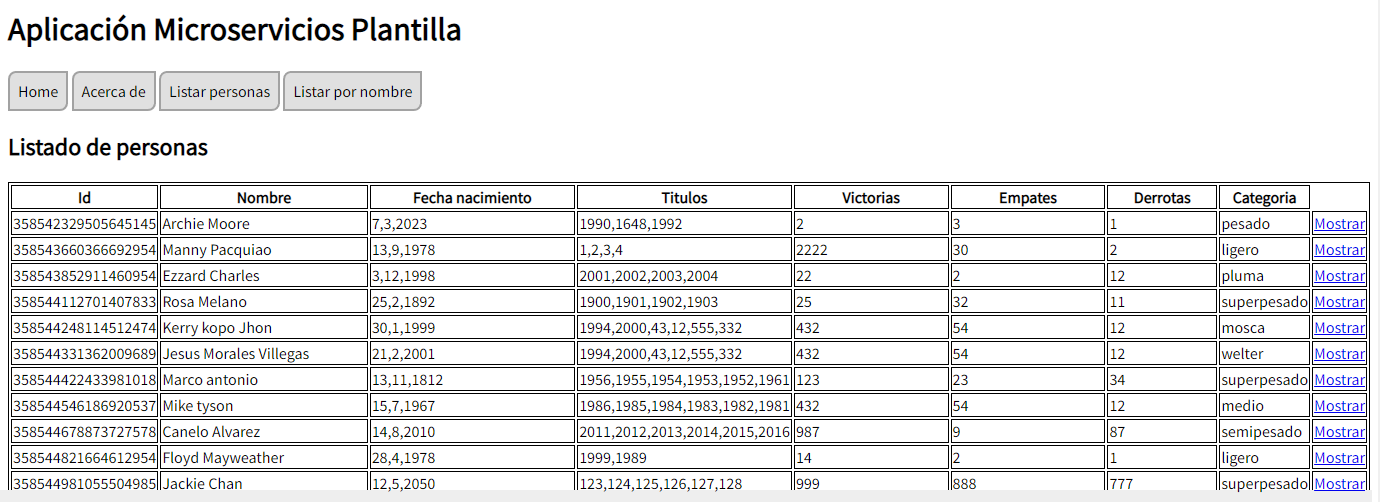 Aplicación Microservicios Plantilla
Home Acerca de Listar personas Listar por nombre
Listado de personas
Id Nombre Fecha nacimiento Titulos Victorias Empates Derrotas Categoria
358542329505645145 Archie Moore 7,3,2023 1990,1648,1992 2 3 1 pesado Mostrar
358543660366692954 Manny Pacquiao 13,9,1978 1,2,3,4 2222 30 2 ligero Mostrar
358543852911460954 Ezzard Charles 3,12,1998 2001,2002,2003,2004 22 2 12 pluma Mostrar
358544112701407833 Rosa Melano 25,2,1892 1900,1901,1902,1903 25 32 11 superpesado Mostrar
358544248114512474 Kerry kopo Jhon 30,1,1999 1994,2000,43,12,555,332 432 54 12 mosca Mostrar
358544331362009689 Jesus Morales Villegas 21,2,2001 1994,2000,43,12,555,332 432 54 12 welter Mostrar
358544422433981018 Marco antonio 13,11,1812 1956,1955,1954,1953,1952,1961 123 23 34 superpesado Mostrar
358544546186920537 Mike tyson 15,7,1967 1986,1985,1984,1983,1982,1981 432 54 12 medio Mostrar
358544678873727578 Canelo Alvarez 14,8,2010 2011,2012,2013,2014,2015,2016 987 9 87 semipesado Mostrar
358544821664612954 Floyd Mayweather 28,4,1978 1999,1989 14 2 1 ligero Mostrar
358544981055504985 Jackie Chan 12,5,2050 123,124,125,126,127,128 999 888 777 superpesado Mostrar